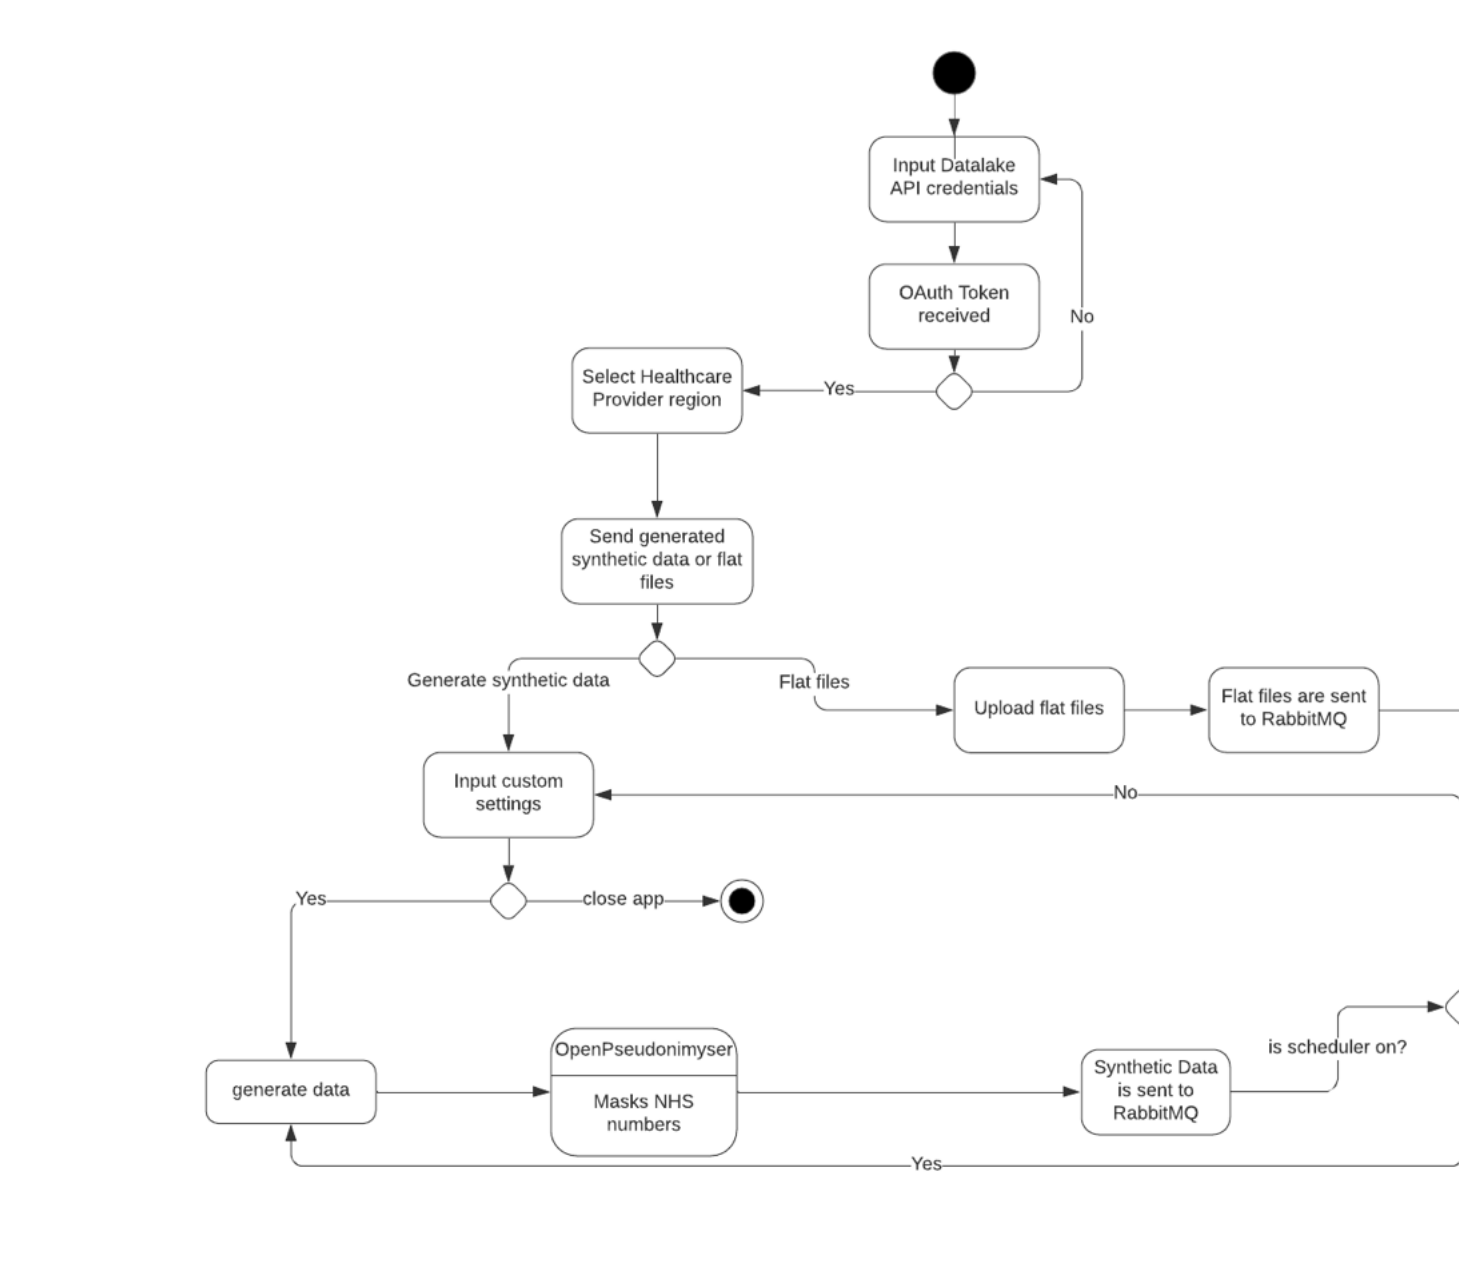 Input Datalake
API credentials
OAuth Token
received
No
Select Healthcare
Provider region
Yes
Send generated
synthetic data or flat
files
Generate synthetic data
Flat files
Upload flat files
Flat files are sent
to RabbitMQ
Input custom
settings
No
Yes
close app
OpenPseudonimyser
Masks NHS
numbers
generate data
Synthetic Data
is sent to
RabbitMQ
is scheduler on?
Yes